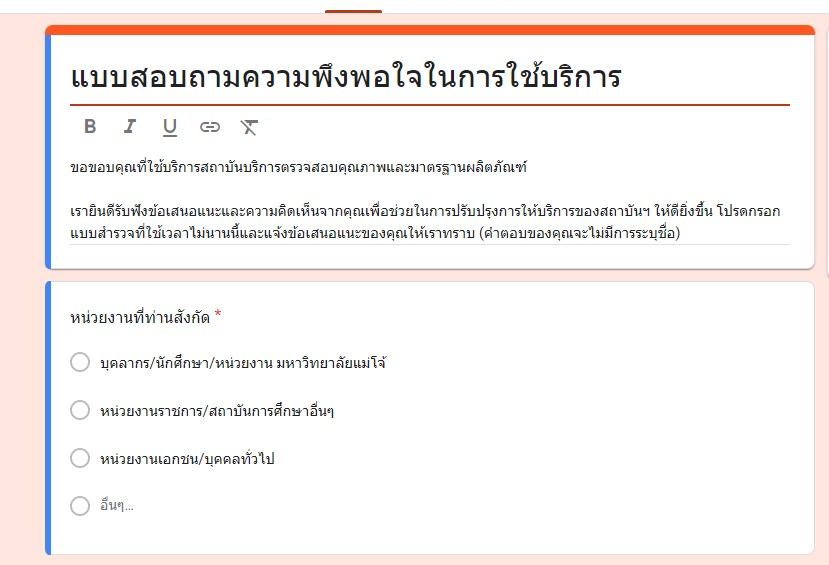 แบบสอบถามความพึงพอใจในการใช้บริการ
B I U
ขอขอบคุณที่ใช้บริการสถาบันบริการตรวจสอบคุณภาพและมาตรฐานผลิตภัณฑ์
เรายินดีรับฟังข้อเสนอแนะและความคิดเห็นจากคุณเพื่อช่วยในการปรับปรุงการให้บริการของสถาบันฯ ให้ดียิ่งขึ้น โปรดกรอก
แบบสำรวจที่ใช้เวลาไม่นานนี้และแจ้งข้อเสนอแนะของคุณให้เราทราบ (คำตอบของคุณจะไม่มีการระบุชื่อ)
หน่วยงานที่ท่านสังกัด *
บุคลากร/นักศึกษา/หน่วยงาน มหาวิทยาลัยแม่โจ้
หน่วยงานราชการ/สถาบันการศึกษาอื่นๆ
หน่วยงานเอกชน/บุคคลทั่วไป
อื่นๆ...